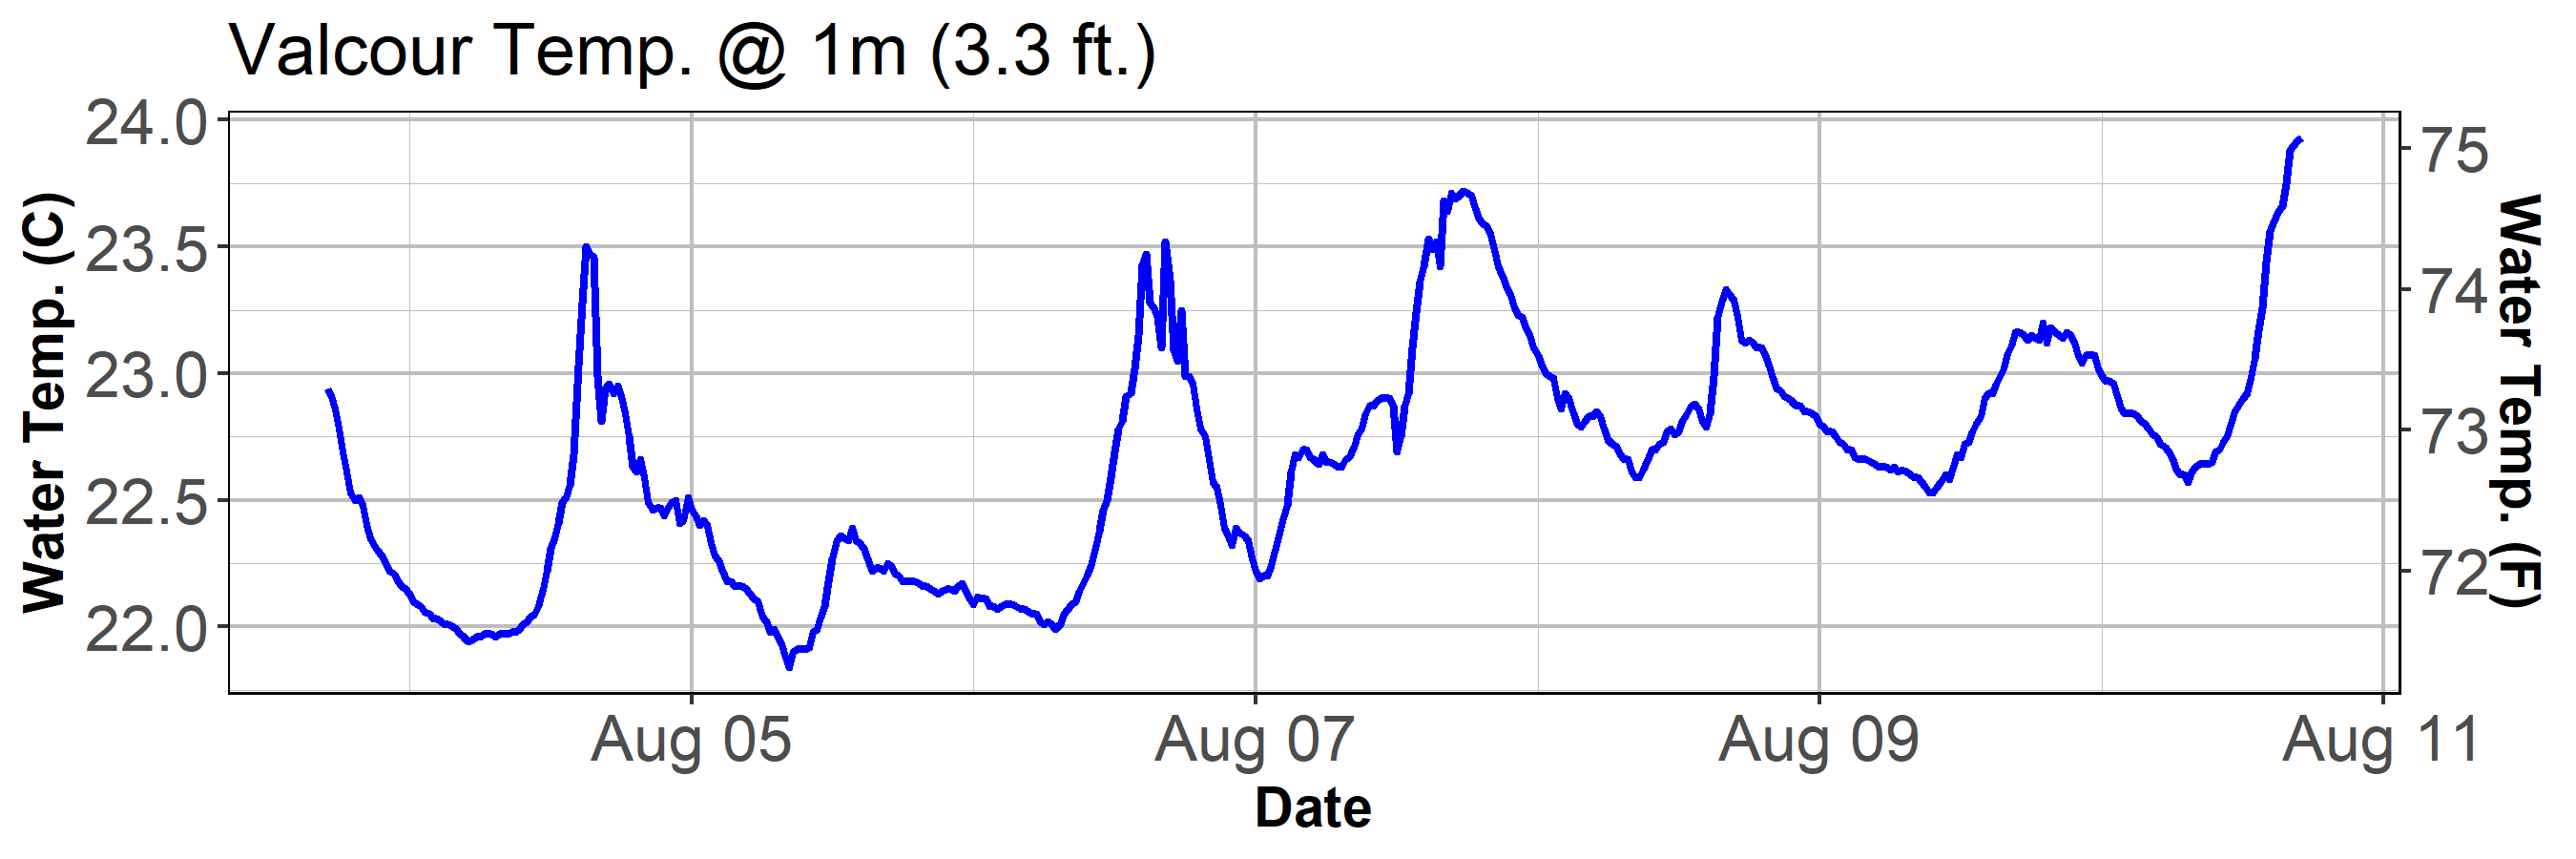 Valcour Temp. @ 1m (3.3 ft.)
Water Temp. (C)
24.0
23.5
23.0
22.5
22.0
75
74
73
72
Water Temp. (F)
Aug 05 Aug 07 Aug 09 Aug 11
Date